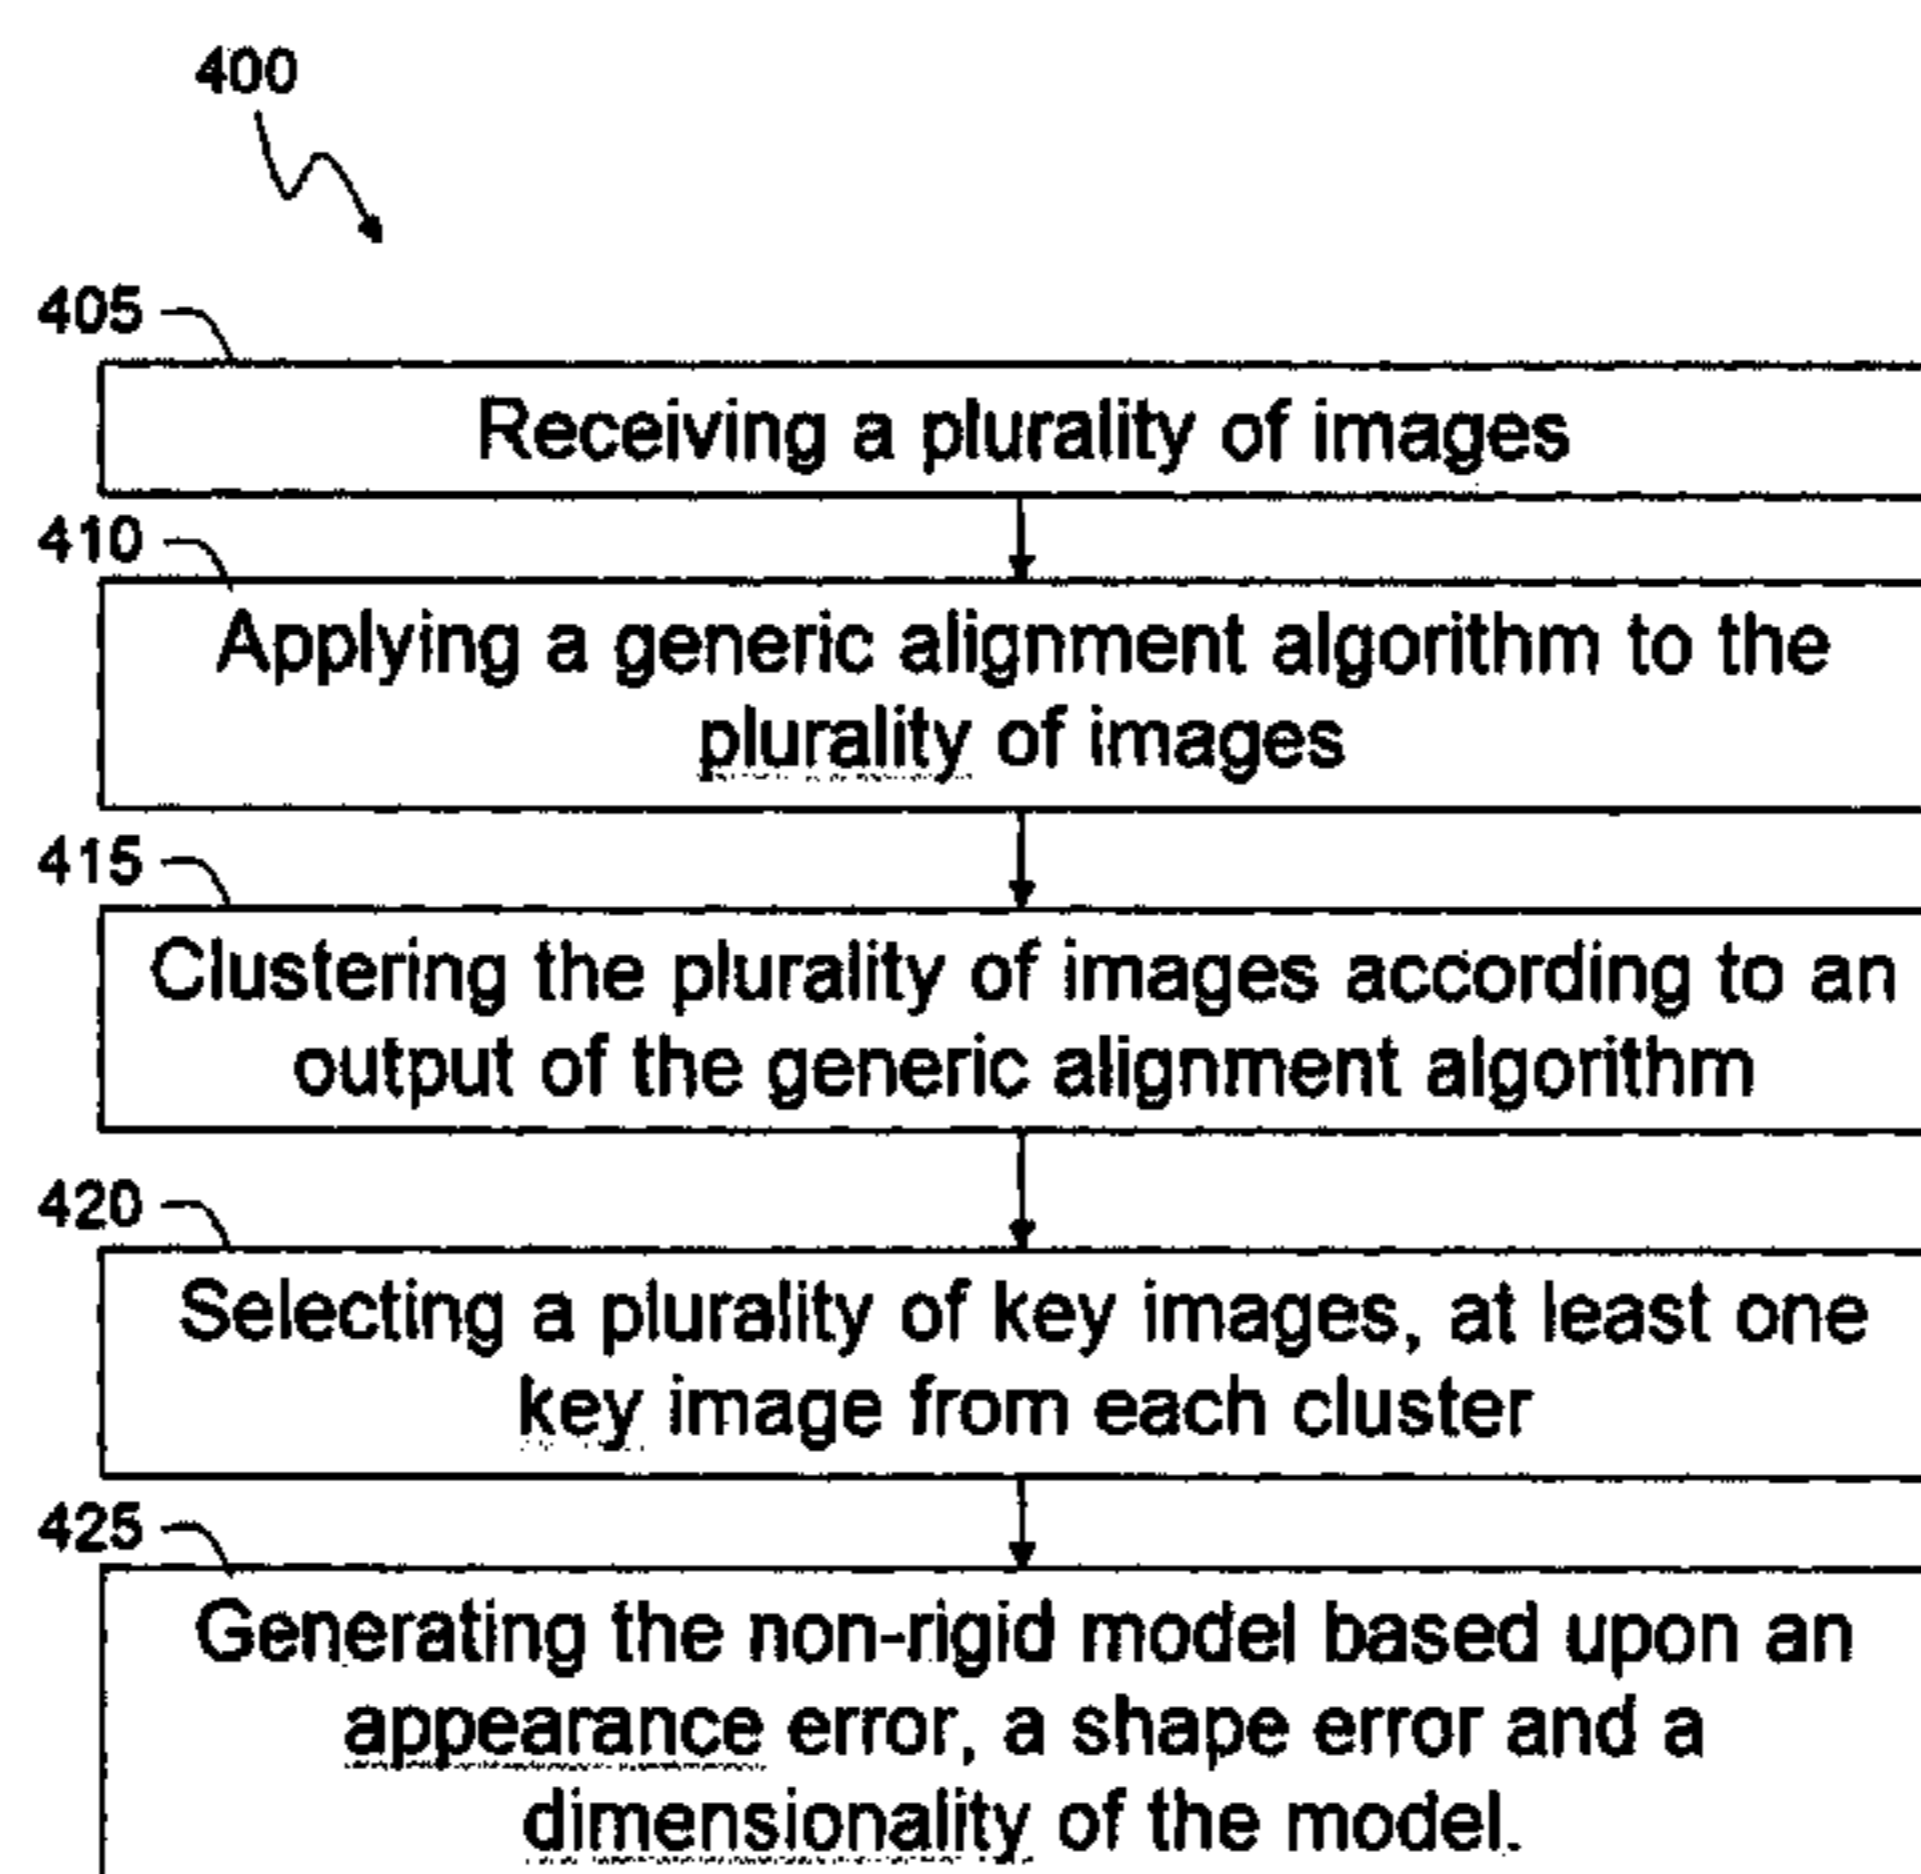 400
405
Receiving a plurality of images
410
Applying a generic alignment algorithm to the
plurality of images
415
Clustering the plurality of images according to an
output of the generic alignment algorithm
420
Selecting a plurality of key images, at least one
key image from each cluster
425
Generating the non-rigid model based upon an
appearance error, a shape error and a
dimensionality of the model.